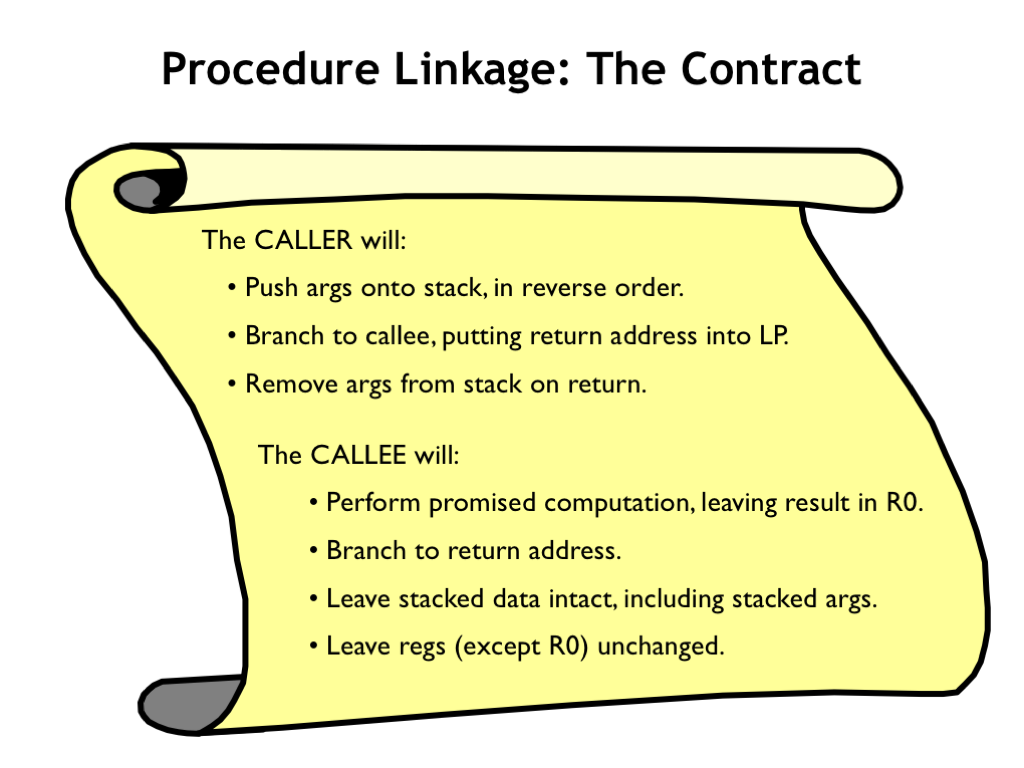 Procedure Linkage: The Contract
The CALLER will:
• Push args onto stack, in reverse order.
• Branch to callee, putting return address into LP.
• Remove args from stack on return.
The CALLEE will:
• Perform promised computation, leaving result in R0.
• Branch to return address.
• Leave stacked data intact, including stacked args.
• Leave regs (except R0) unchanged.